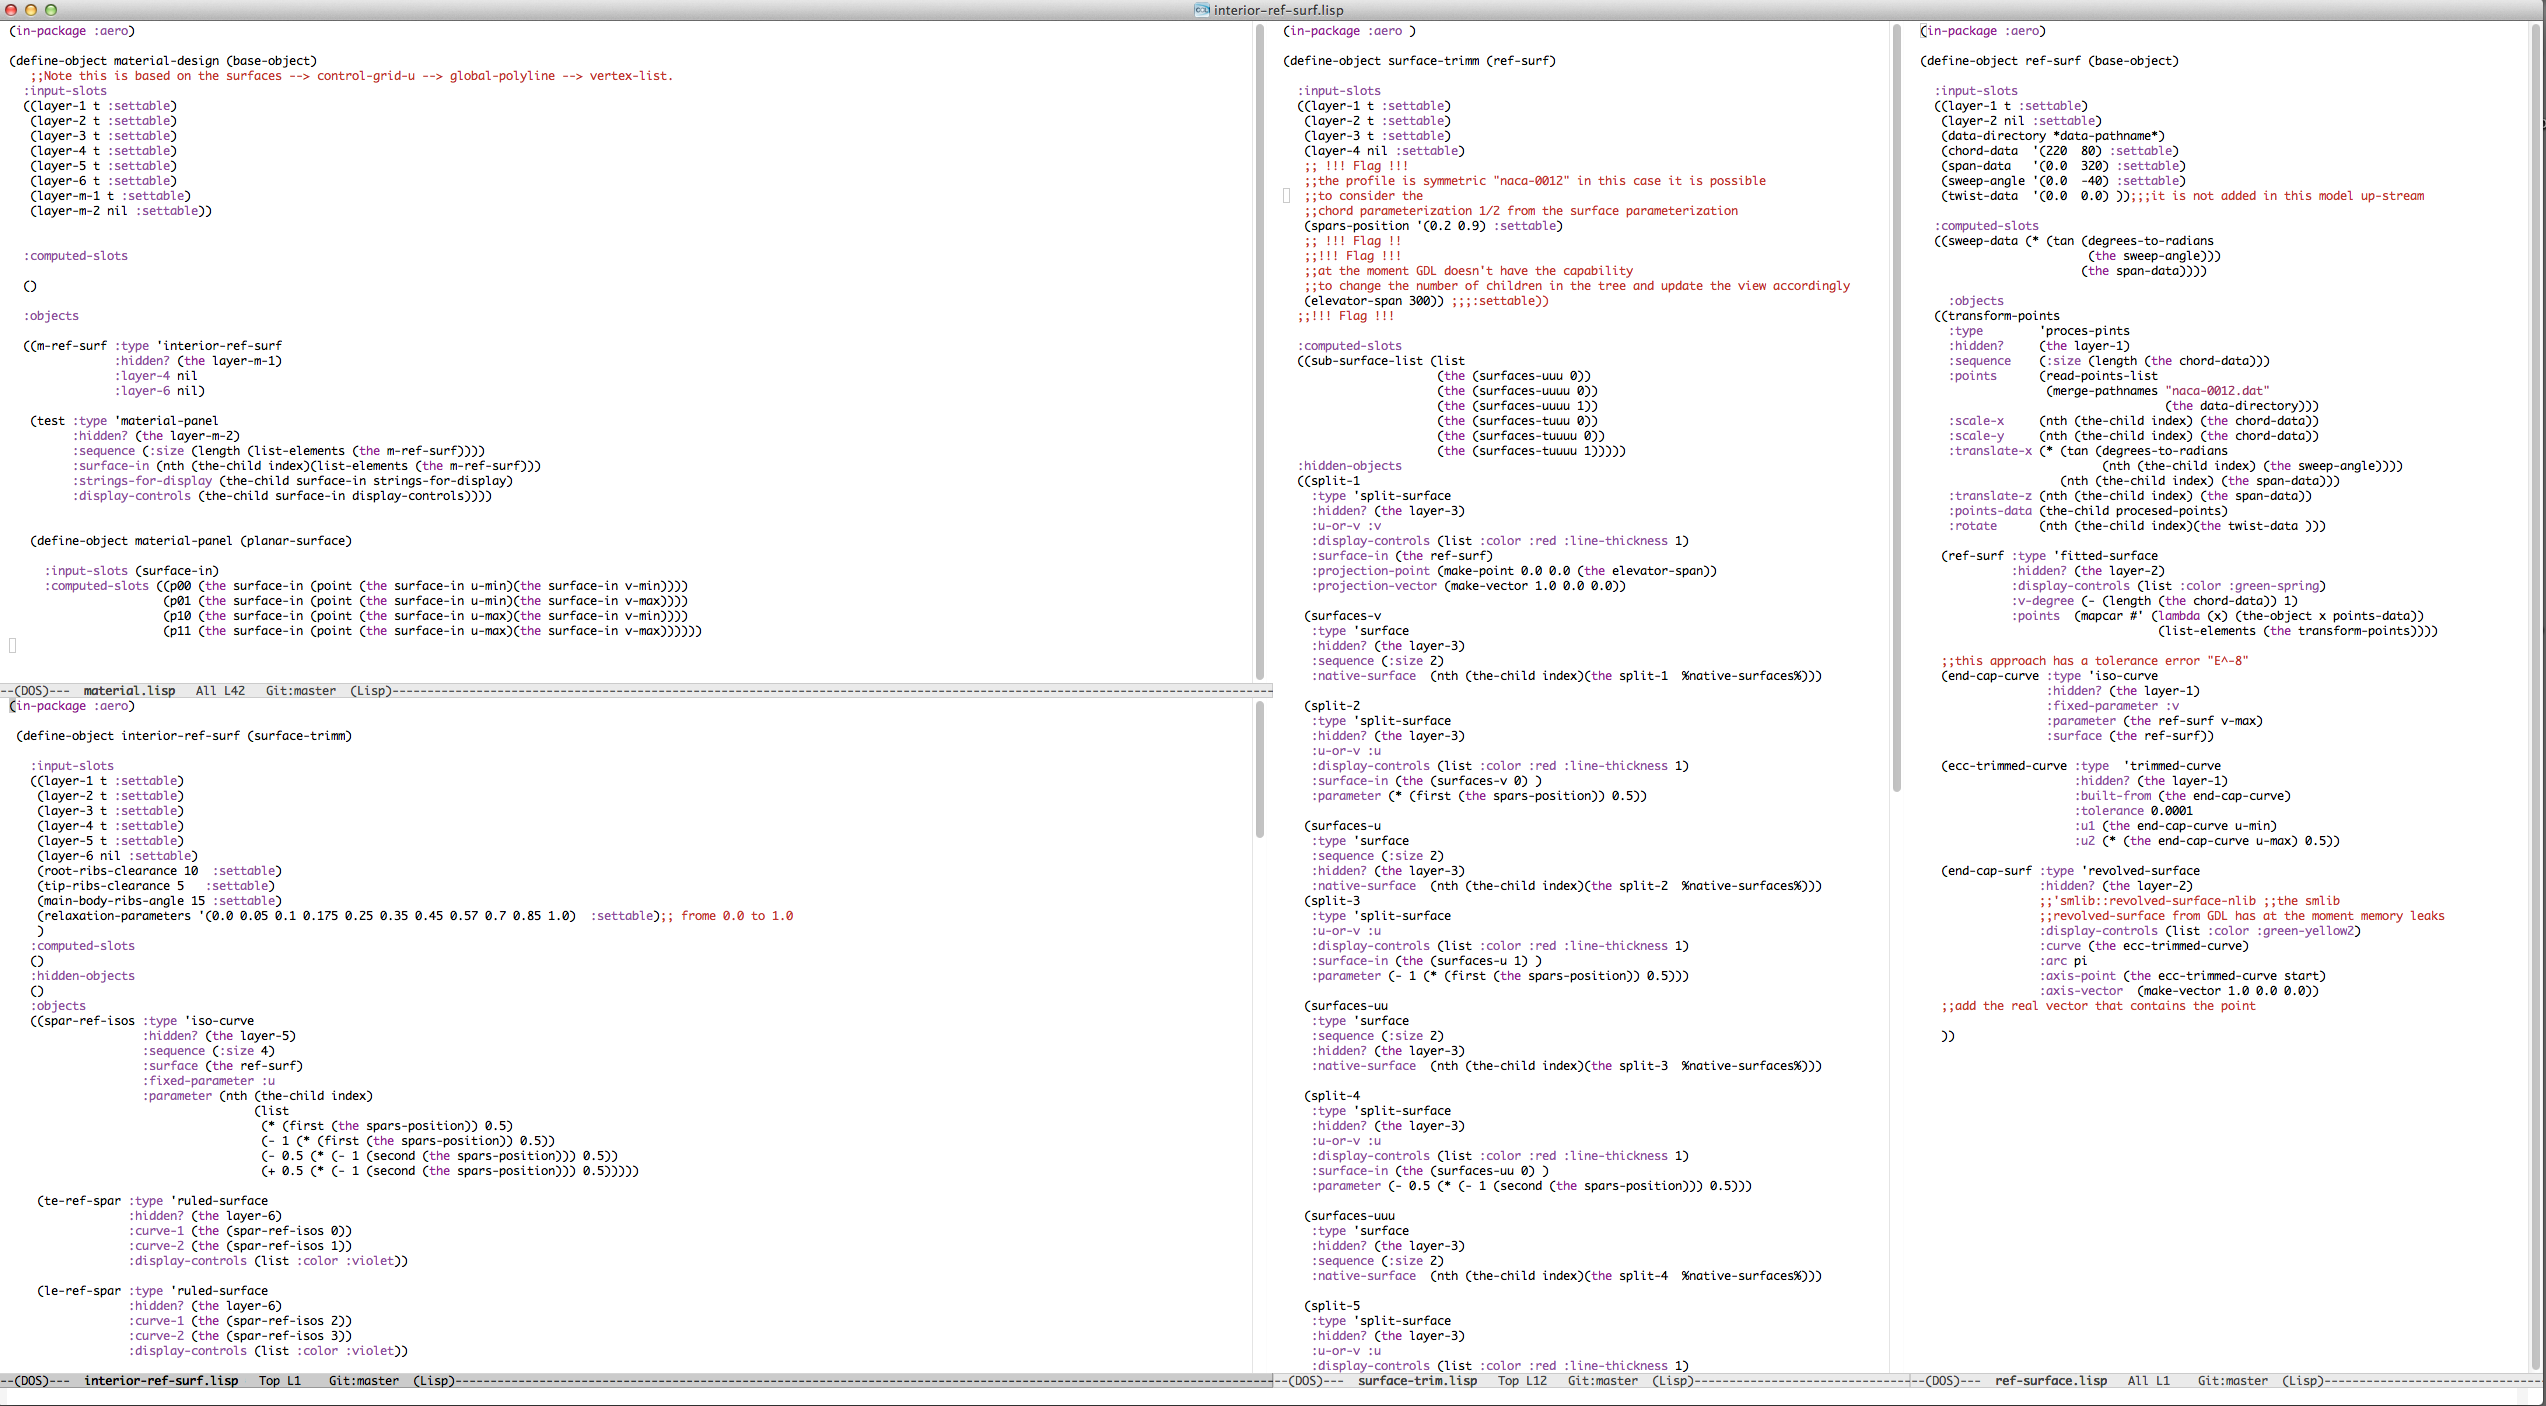 interior-ref-surf.lisp
(in-package :aero)
(define-object material-design (base-object)
;;Note this is based on the surfaces --> control-grid-u --> global-polyline --> vertex-list.
:input-slots
((layer-1 t :settable)
(layer-2 t :settable)
(layer-3 t :settable)
(layer-4 t :settable)
(layer-5 t :settable)
(layer-6 t :settable)
(layer-m-1 t :settable)
(layer-m-2 nil :settable))
:computed-slots
()
:objects
((m-ref-surf :type 'interior-ref-surf
:hidden? (the layer-m-1)
:layer-4 nil
:layer-6 nil)
(test :type 'material-panel
:hidden? (the layer-m-2)
:sequence (:size (length (list-elements (the m-ref-surf))))
:surface-in (nth (the-child index)(list-elements (the m-ref-surf)))
:strings-for-display (the-child surface-in strings-for-display)
:display-controls (the-child surface-in display-controls))))
(define-object material-panel (planar-surface)
:input-slots (surface-in)
:computed-slots ((p00 (the surface-in (point (the surface-in u-min)(the surface-in v-min))))
(p01 (the surface-in (point (the surface-in u-min)(the surface-in v-max))))
(p10 (the surface-in (point (the surface-in u-max)(the surface-in v-min))))
(p11 (the surface-in (point (the surface-in u-max)(the surface-in v-max))))))
--(DOS)--- material.lisp All L42 Git:master (Lisp)----------
(in-package :aero)
(define-object interior-ref-surf (surface-trimm)
:input-slots
((layer-1 t :settable)
(layer-2 t :settable)
(layer-3 t :settable)
(layer-4 t :settable)
(layer-5 t :settable)
(layer-6 nil :settable)
(root-ribs-clearance 10 :settable)
(tip-ribs-clearance 5 :settable)
(main-body-ribs-angle 15 :settable)
(relaxation-parameters '(0.0 0.05 0.1 0.175 0.25 0.35 0.45 0.57 0.7 0.85 1.0) :settable);; frome 0.0 to 1.0
)
:computed-slots
()
:hidden-objects
()
:objects
((spar-ref-isos :type 'iso-curve
:hidden? (the layer-5)
:sequence (:size 4)
:surface (the ref-surf)
:fixed-parameter :u
:parameter (nth (the-child index)
(list
(* (first (the spars-position)) 0.5)
(- 1 (* (first (the spars-position)) 0.5))
(- 0.5 (* (- 1 (second (the spars-position))) 0.5))
(+ 0.5 (* (- 1 (second (the spars-position))) 0.5)))))
(te-ref-spar :type 'ruled-surface
:hidden? (the layer-6)
:curve-1 (the (spar-ref-isos 0))
:curve-2 (the (spar-ref-isos 1))
:display-controls (list :color :violet))
(le-ref-spar :type 'ruled-surface
:hidden? (the layer-6)
:curve-1 (the (spar-ref-isos 2))
:curve-2 (the (spar-ref-isos 3))
:display-controls (list :color :violet))
--(DOS)--- interior-ref-surf.lisp Top L1 Git:master (Lisp)----------
(in-package :aero )
(define-object surface-trimm (ref-surf)
:input-slots
((layer-1 t :settable)
(layer-2 t :settable)
(layer-3 t :settable)
(layer-4 nil :settable)
;; !!! Flag !!!
;;the profile is symmetric "naca-0012" in this case it is possible
;;to consider the
;;chord parameterization 1/2 from the surface parameterization
(spars-position '(0.2 0.9) :settable)
;; !!! Flag !!
;;!!! Flag !!!
;;at the moment GDL doesn't have the capability
;;to change the number of children in the tree and update the view accordingly
(elevator-span 300)) ;;;:settable))
;;!!! Flag !!!
:computed-slots
((sub-surface-list (list
(the (surfaces-uuu 0))
(the (surfaces-uuuu 0))
(the (surfaces-uuuu 1))
(the (surfaces-tuuu 0))
(the (surfaces-tuuuu 0))
(the (surfaces-tuuuu 1)))))
:hidden-objects
((split-1
:type 'split-surface
:hidden? (the layer-3)
:u-or-v :v
:display-controls (list :color :red :line-thickness 1)
:surface-in (the ref-surf)
:projection-point (make-point 0.0 0.0 (the elevator-span))
:projection-vector (make-vector 1.0 0.0 0.0))
(surfaces-v
:type 'surface
:hidden? (the layer-3)
:sequence (:size 2)
:native-surface (nth (the-child index)(the split-1 %native-surfaces%)))
(split-2
:type 'split-surface
:hidden? (the layer-3)
:u-or-v :u
:display-controls (list :color :red :line-thickness 1)
:surface-in (the (surfaces-v 0) )
:parameter (* (first (the spars-position)) 0.5))
(surfaces-u
:type 'surface
:sequence (:size 2)
:hidden? (the layer-3)
:native-surface (nth (the-child index)(the split-2 %native-surfaces%)))
(split-3
:type 'split-surface
:u-or-v :u
:display-controls (list :color :red :line-thickness 1)
:surface-in (the (surfaces-u 1) )
:parameter (- 1 (* (first (the spars-position)) 0.5)))
(surfaces-uu
:type 'surface
:sequence (:size 2)
:hidden? (the layer-3)
:native-surface (nth (the-child index)(the split-3 %native-surfaces%)))
(split-4
:type 'split-surface
:hidden? (the layer-3)
:u-or-v :u
:display-controls (list :color :red :line-thickness 1)
:surface-in (the (surfaces-uu 0) )
:parameter (- 0.5 (* (- 1 (second (the spars-position))) 0.5)))
(surfaces-uuu
:type 'surface
:hidden? (the layer-3)
:sequence (:size 2)
:native-surface (nth (the-child index)(the split-4 %native-surfaces%)))
(split-5
:type 'split-surface
:hidden? (the layer-3)
:u-or-v :u
:display-controls (list :color :red :line-thickness 1)
--(DOS)--- surface-trim.lisp Top L12 Git:master (Lisp)----------
(in-package :aero)
(define-object ref-surf (base-object)
:input-slots
((layer-1 t :settable)
(layer-2 nil :settable)
(data-directory *data-pathname*)
(chord-data '(220 80) :settable)
(span-data '(0.0 320) :settable)
(sweep-angle '(0.0 -40) :settable)
(twist-data '(0.0 0.0) ));;;it is not added in this model up-stream
:computed-slots
((sweep-data (* (tan (degrees-to-radians
(the sweep-angle)))
(the span-data))))
:objects
((transform-points
:type 'proces-pints
:hidden? (the layer-1)
:sequence (:size (length (the chord-data)))
:points (read-points-list
(merge-pathnames "naca-0012.dat"
(the data-directory)))
:scale-x (nth (the-child index) (the chord-data))
:scale-y (nth (the-child index) (the chord-data))
:translate-x (* (tan (degrees-to-radians
(nth (the-child index) (the sweep-angle))))
(nth (the-child index) (the span-data)))
:translate-z (nth (the-child index) (the span-data))
:points-data (the-child procesed-points)
:rotate (nth (the-child index)(the twist-data )))
(ref-surf :type 'fitted-surface
:hidden? (the layer-2)
:display-controls (list :color :green-spring)
:v-degree (- (length (the chord-data)) 1)
:points (mapcar #' (lambda (x) (the-object x points-data))
(list-elements (the transform-points))))
;;this approach has a tolerance error "E^-8"
(end-cap-curve :type 'iso-curve
:hidden? (the layer-1)
:fixed-parameter :v
:parameter (the ref-surf v-max)
:surface (the ref-surf))
(ecc-trimmed-curve :type 'trimmed-curve
:hidden? (the layer-1)
:built-from (the end-cap-curve)
:tolerance 0.0001
:u1 (the end-cap-curve u-min)
:u2 (* (the end-cap-curve u-max) 0.5))
(end-cap-surf :type 'revolved-surface
:hidden? (the layer-2)
;;'smlib::revolved-surface-nlib ;;the smlib
;;revolved-surface from GDL has at the moment memory leaks
:display-controls (list :color :green-yellow2)
:curve (the ecc-trimmed-curve)
:arc pi
:axis-point (the ecc-trimmed-curve start)
:axis-vector (make-vector 1.0 0.0 0.0))
;;add the real vector that contains the point
))
--(DOS)--- ref-surface.lisp All L1 Git:master (Lisp)----------